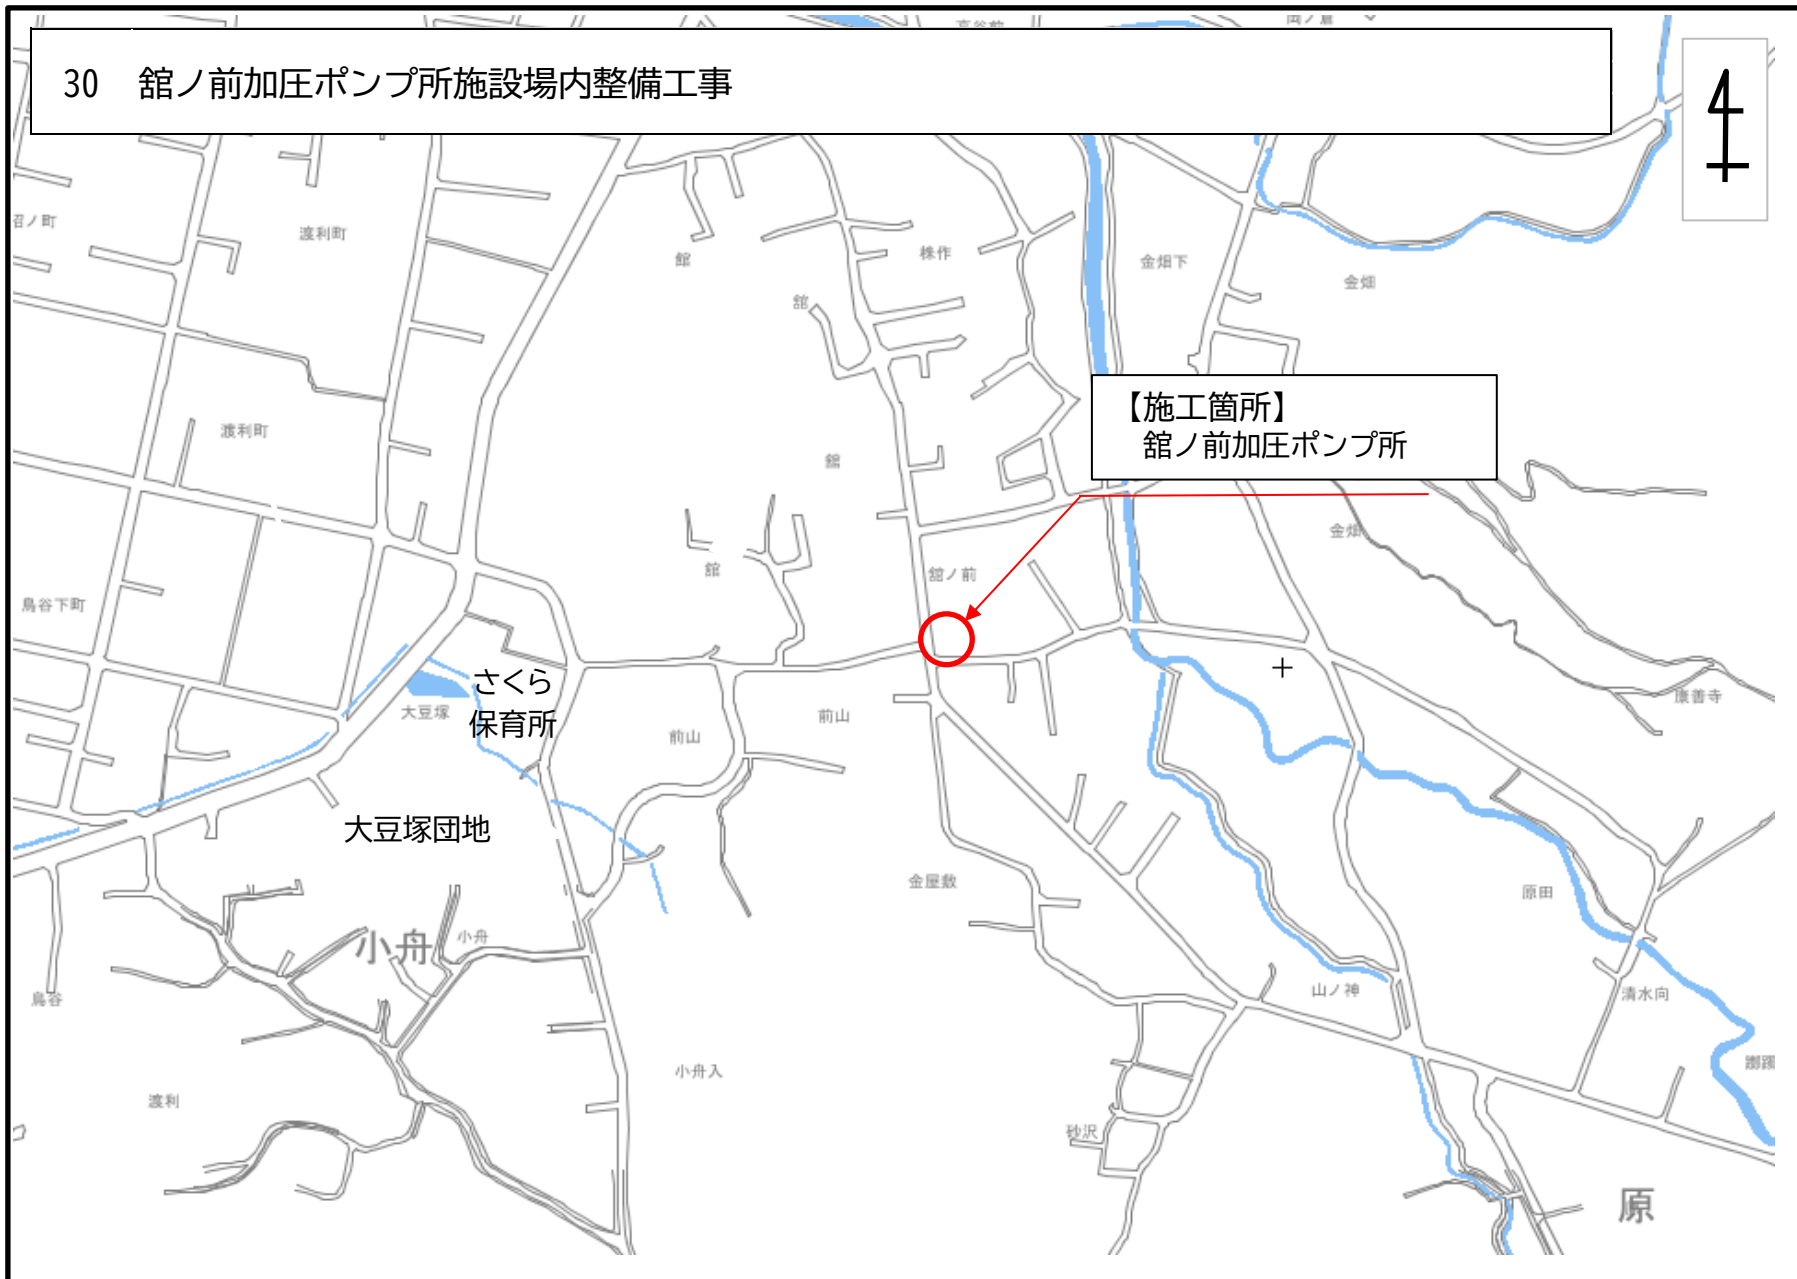 30 舘ノ前加圧ポンプ所施設場内整備工事
渡利町
舘
株作
金畑下
金畑
舘
【施工箇所】
舘ノ前加圧ポンプ所
渡利町
舘
金畑
舘
舘ノ前
鳥谷下町
さくら
保育所
大豆塚
前山
前山
康善寺
大豆塚団地
金屋敷
原田
小舟
小舟
鳥谷
山ノ神
清水向
小舟入
渡利
砂沢
原